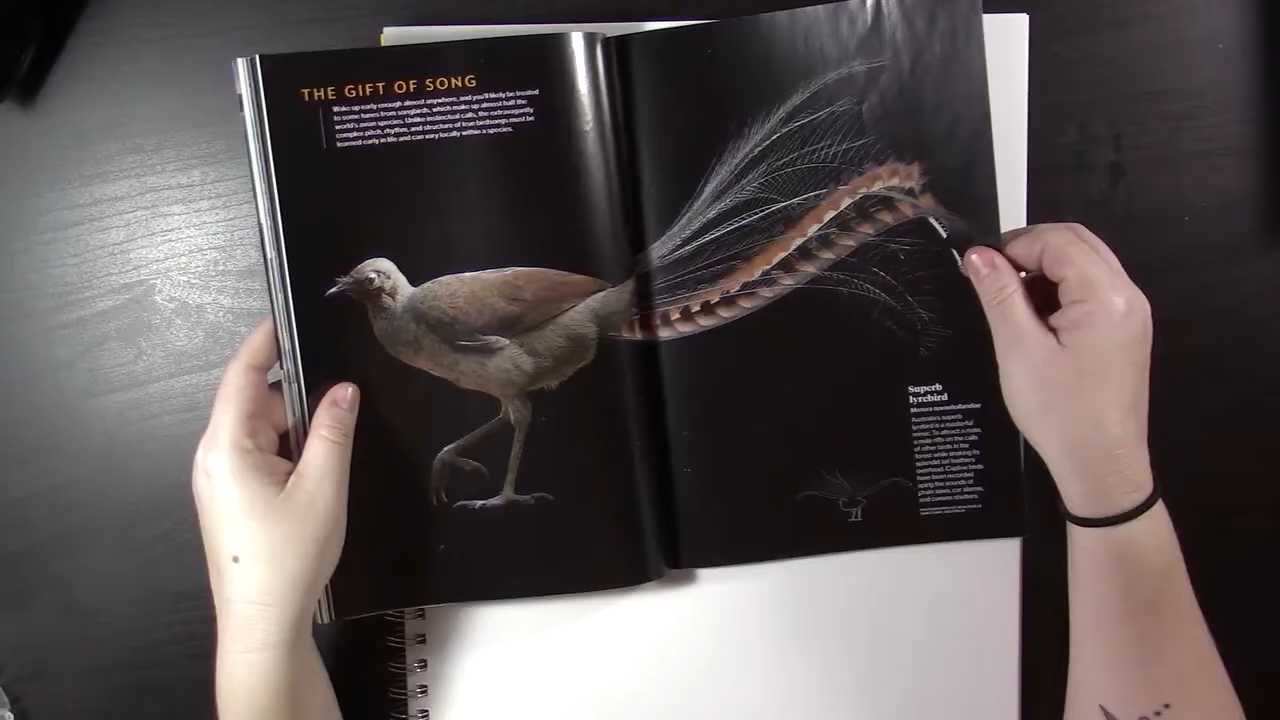 THE GIFT OF SONG
Wake up early enough almost anywhere, and you'll likely be treated
to some tunes from songbirds, which make up almost half the
world's avian species. Unlike instinctual calls, the extravagantly
complex pitch, rhythm, and structure of true birdsongs must be
learned early in life and can vary locally within a species.
Superb
lyrebird
Menura novaehollandiae
Australia's superb
lyrebird is a masterful
mimic. To attract a mate,
a male riffs on the calls
of other birds in the
forest while shaking its
splendid tail feathers
overhead. Captive birds
have been recorded
aping the sounds of
chain saws, car alarms,
and camera shutters.